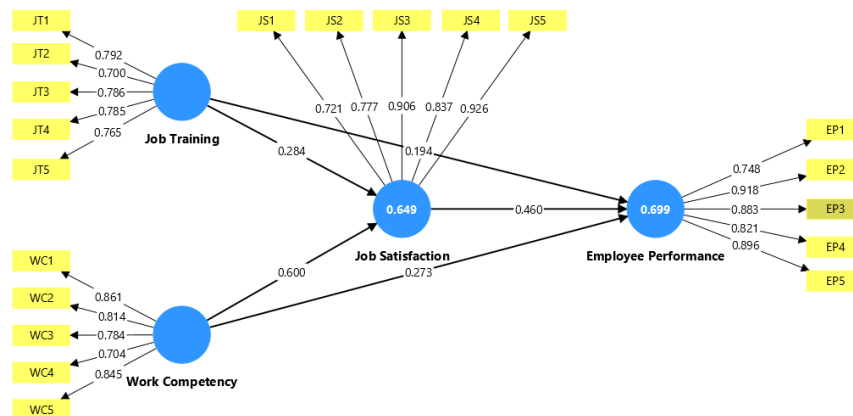 JT1
JT2
JT3
JT4
JT5
0.792
0.700
0.786
0.785
0.765
Job Training
JS1
JS2
JS3
JS4
JS5
0.721
0.777
0.906
0.837
0.926
0.284
0.194
0.649
Job Satisfaction
0.460
0.600
0.273
0.699
Employee Performance
0.748
0.918
0.883
0.821
0.896
EP1
EP2
EP3
EP4
EP5
WC1
WC2
WC3
WC4
WC5
0.861
0.814
0.784
0.704
0.845
Work Competency